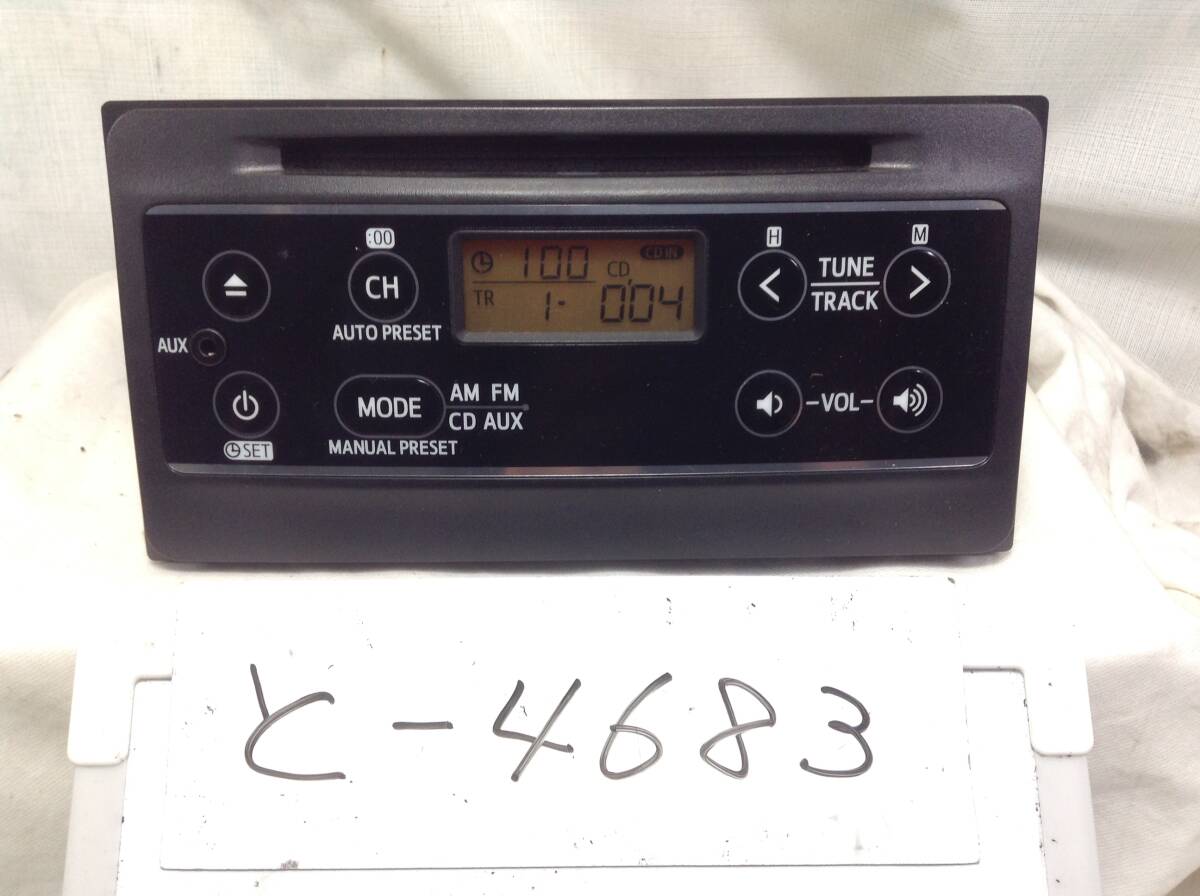 :00
H
M
CH
AUTO PRESET
100
CD IN
CD
TR 1- 004
TUNE
TRACK
AUX
MODE
AM FM
CD AUX
MANUAL PRESET
SET
-VOL-
と-4683